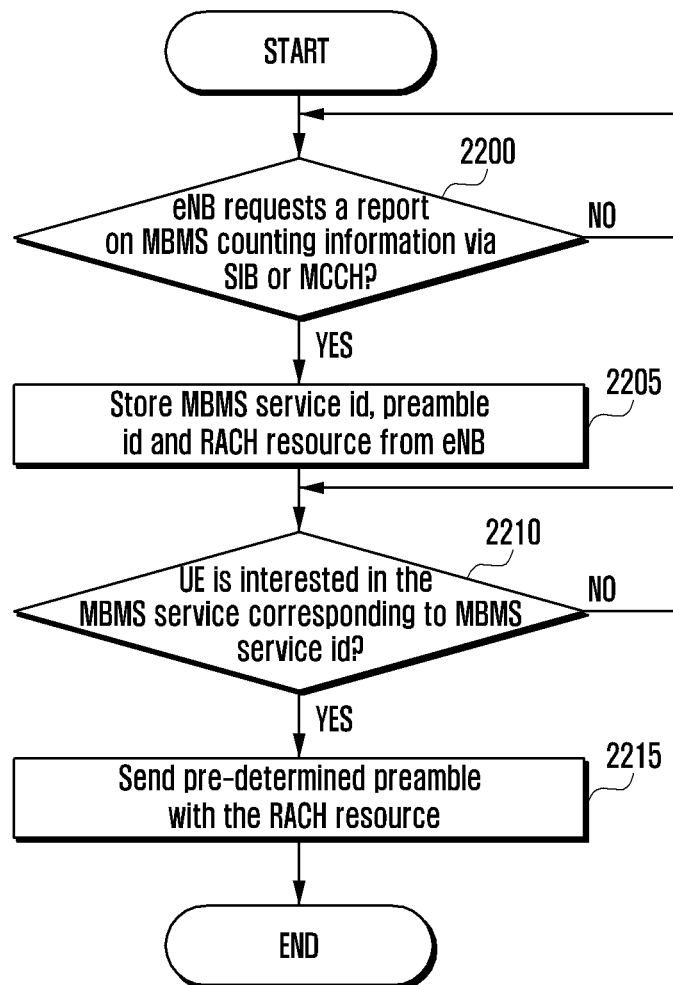 START
2200
eNB requests a report
on MBMS counting information via
SIB or MCCH?
NO
YES
2205
Store MBMS service id, preamble
id and RACH resource from eNB
2210
UE is interested in the
MBMS service corresponding to MBMS
service id?
NO
YES
2215
Send pre-determined preamble
with the RACH resource
END